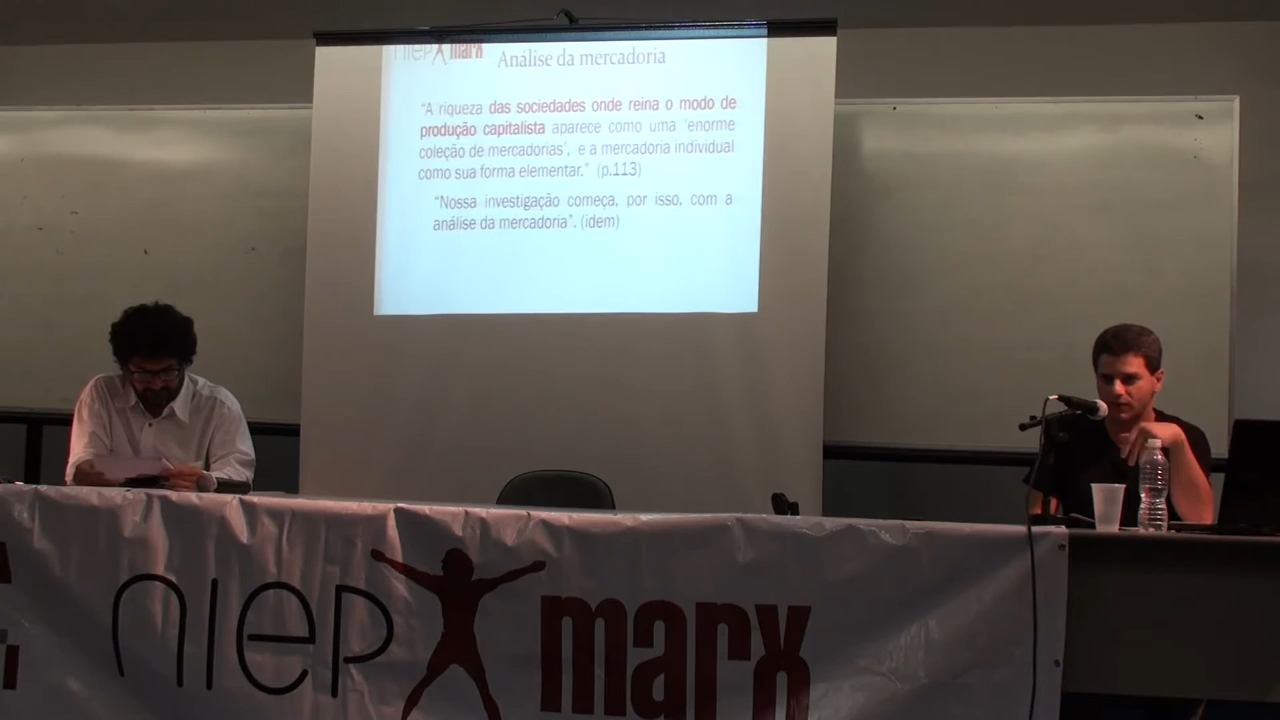 niep marx
Análise da mercadoria
“A riqueza das sociedades onde reina o modo de
produção capitalista aparece como uma ‘enorme
coleção de mercadorias’, e a mercadoria individual
como sua forma elementar.” (p.113)
“Nossa investigação começa, por isso, com a
análise da mercadoria”. (idem)
niep marx